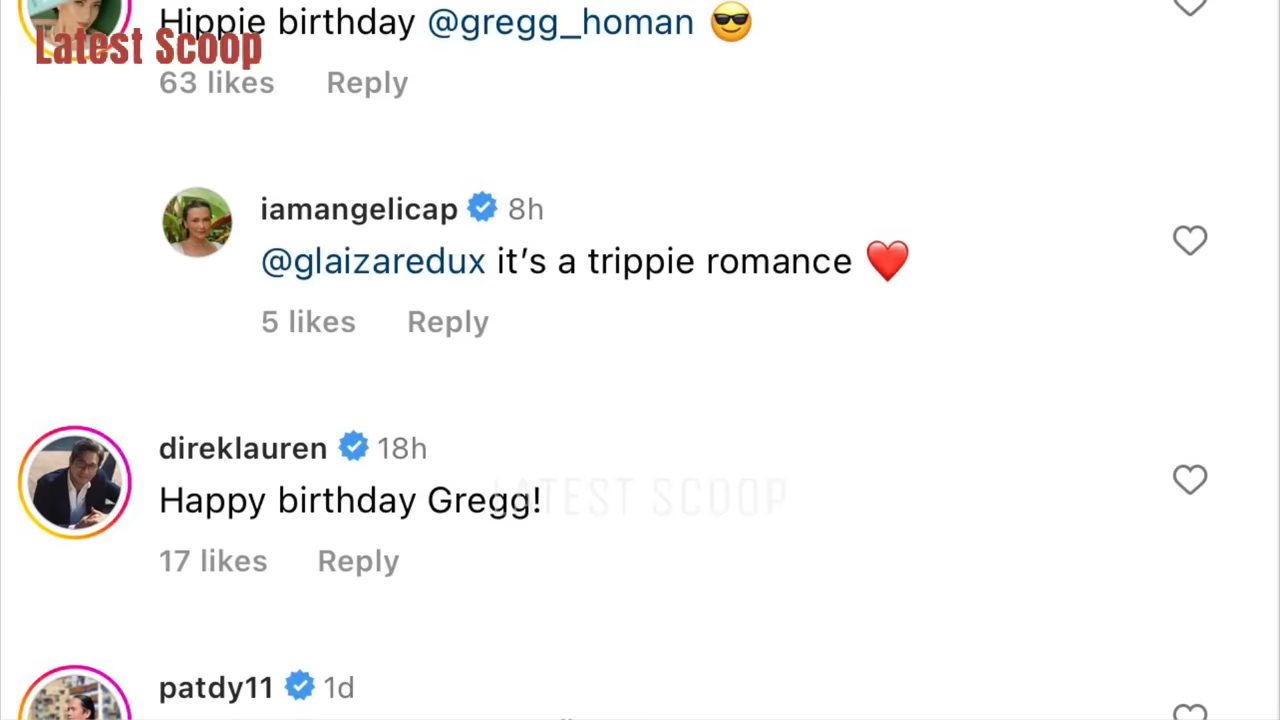 Hippie birthday @gregg_homan 😎
Latest Scoop
63 likes Reply
iamangelicap 8h
@glaizaredux it’s a trippie romance ❤️
5 likes Reply
direklauren 18h
Happy birthday Gregg!
LATEST SCOOP
17 likes Reply
patdy11 1d